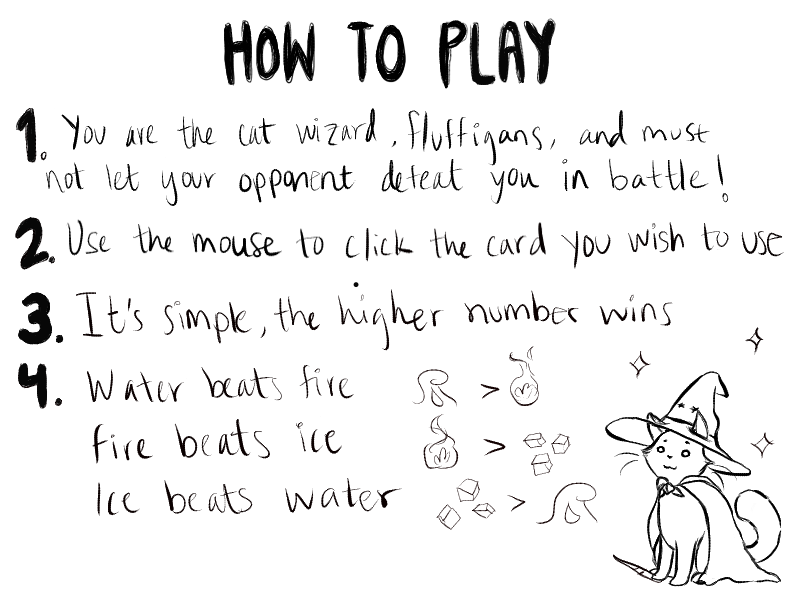 HOW TO PLAY
1. You are the cat wizard, fluffigans, and must
not let your opponent defeat you in battle!
2. Use the mouse to click the card you wish to use
3. It's simple, the higher number wins
4. Water beats fire >
fire beats ice >
Ice beats water >